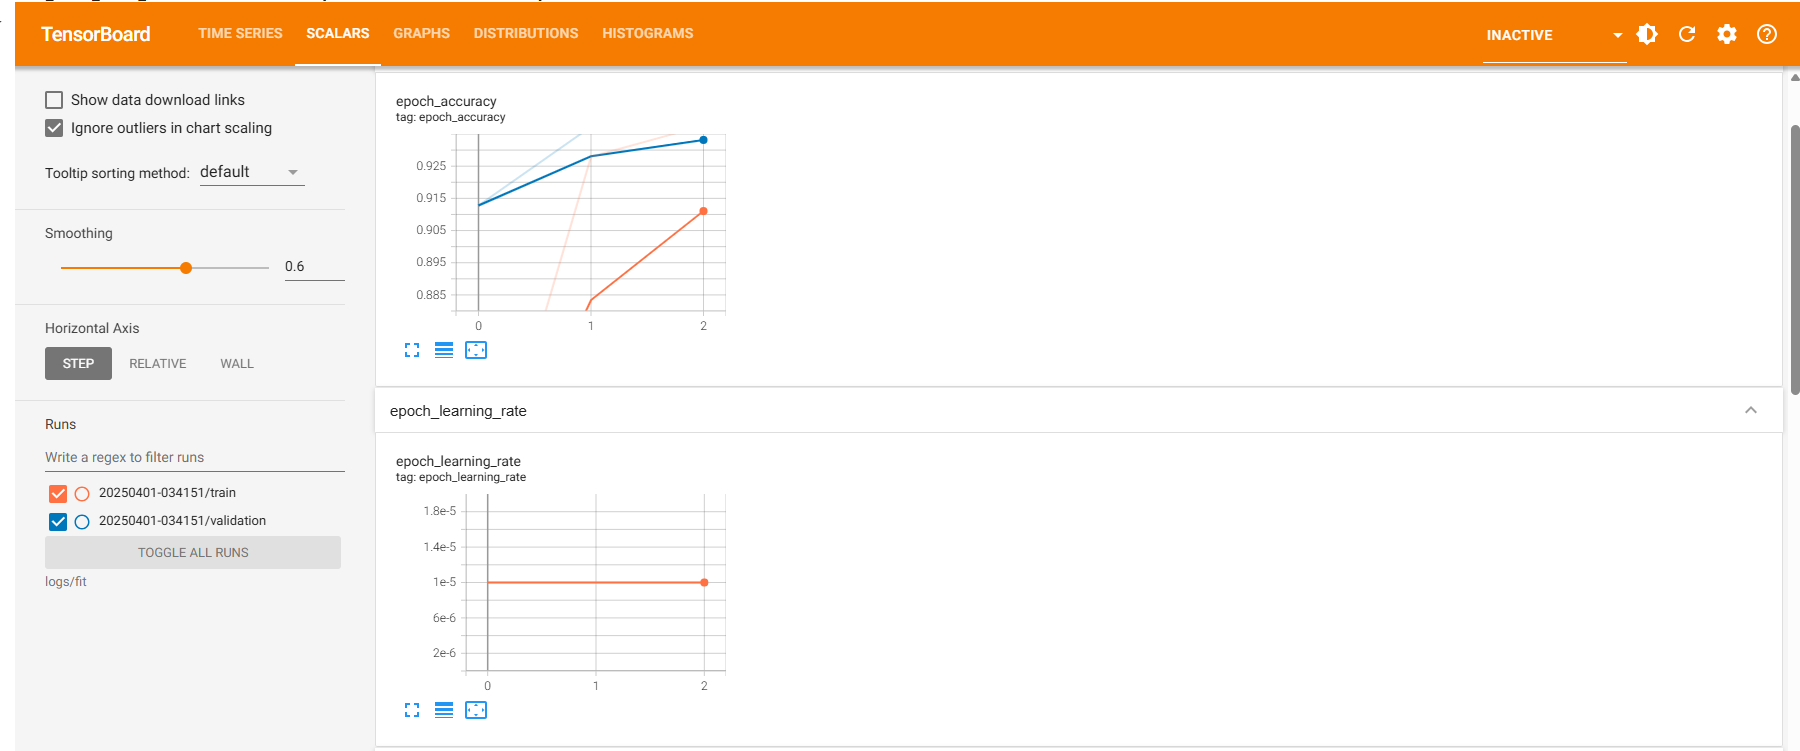 TensorBoard
TIME SERIES
SCALARS
GRAPHS
DISTRIBUTIONS
HISTOGRAMS
INACTIVE
Show data download links
Ignore outliers in chart scaling
Tooltip sorting method: default
Smoothing
0.6
Horizontal Axis
STEP
RELATIVE
WALL
Runs
Write a regex to filter runs
20250401-034151/train
20250401-034151/validation
TOGGLE ALL RUNS
logs/fit
epoch_accuracy
tag: epoch_accuracy
0.925
0.915
0.905
0.895
0.885
0 1 2
epoch_learning_rate
epoch_learning_rate
tag: epoch_learning_rate
1.8e-5
1.4e-5
1e-5
6e-6
2e-6
0 1 2